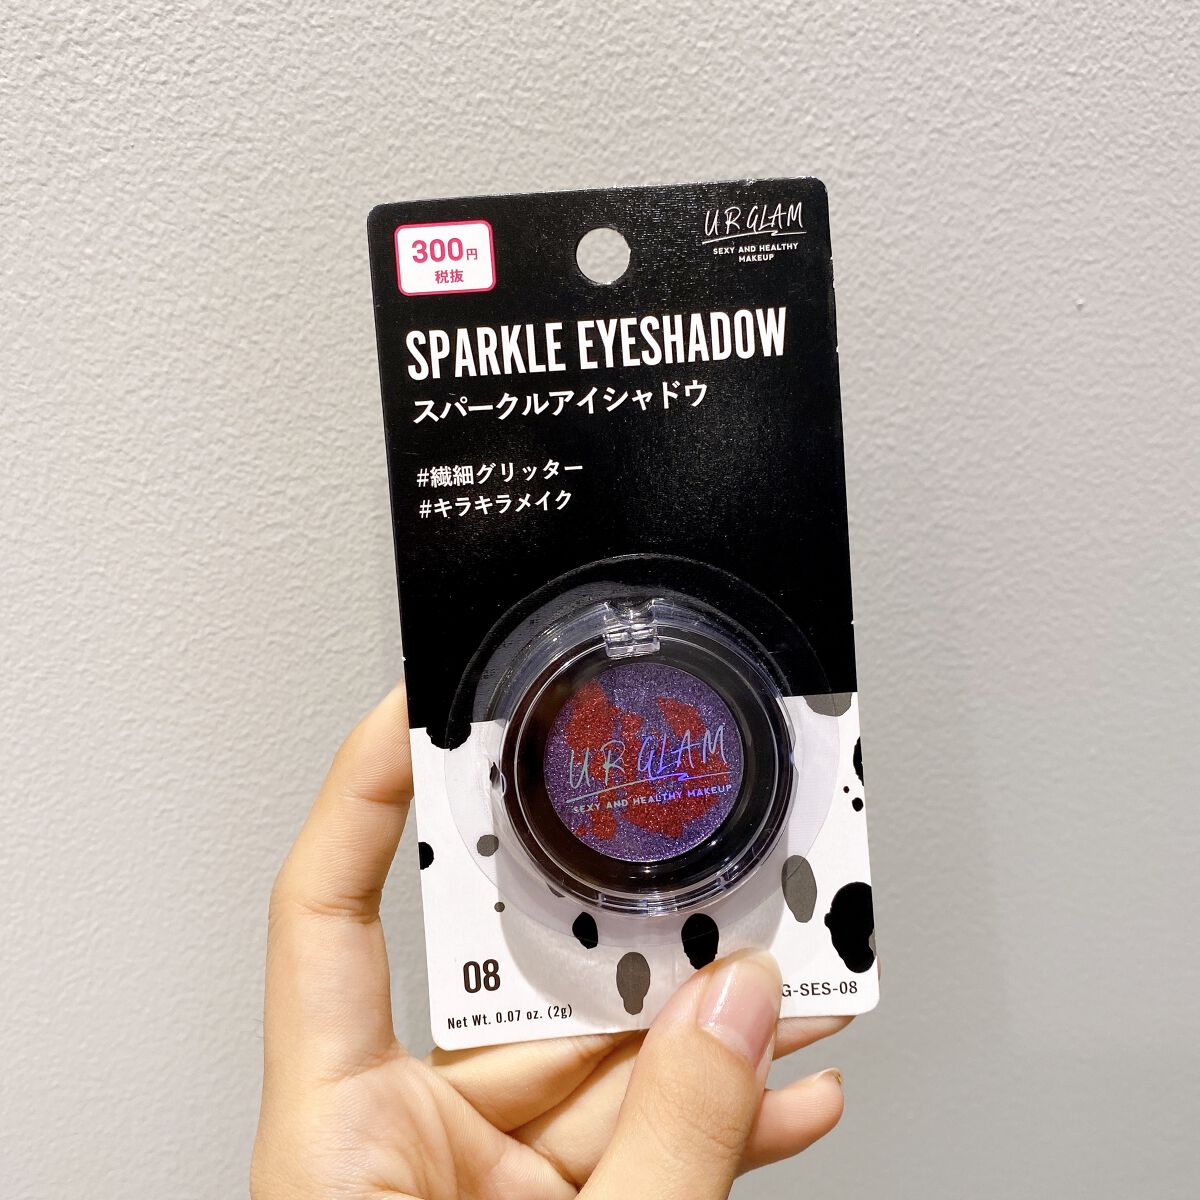 300円
税抜
UR GLAM
SEXY AND HEALTHY
MAKEUP
SPARKLE EYESHADOW
スパークルアイシャドウ
#繊細グリッター
#キラキラメイク
UR GLAM
SEXY AND HEALTHY MAKEUP
08
Net Wt. 0.07 oz. (2g)
G-SES-08